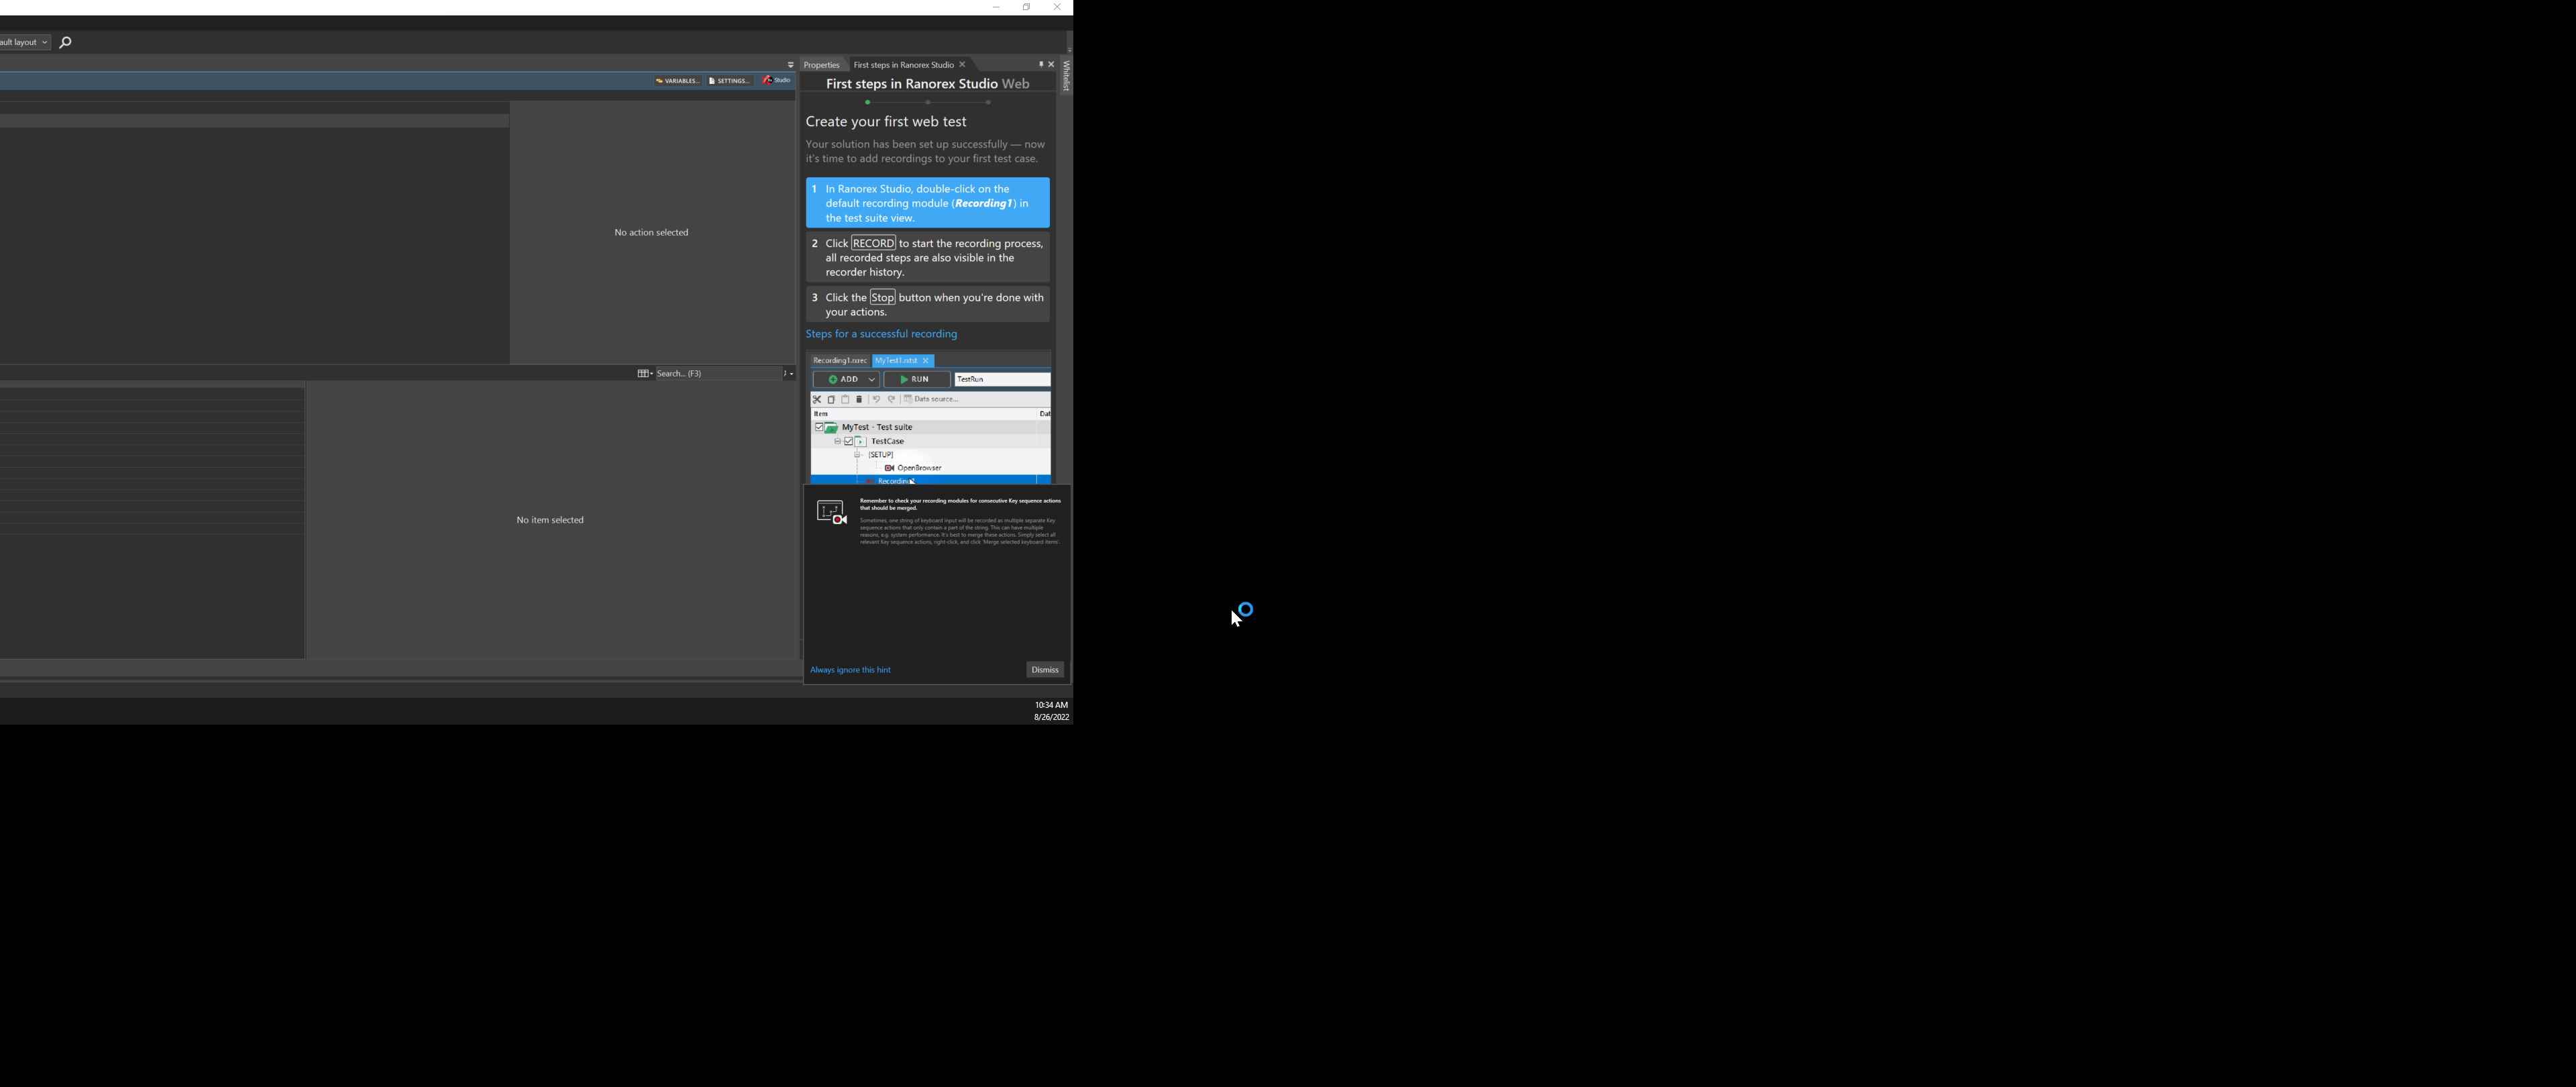 ault layout
Properties
First steps in Ranorex Studio
VARIABLES...
SETTINGS...
Studio
Whitelist
First steps in Ranorex Studio Web
Create your first web test
Your solution has been set up successfully — now
it's time to add recordings to your first test case.
1 In Ranorex Studio, double-click on the
default recording module (Recording1) in
the test suite view.
2 Click RECORD to start the recording process,
all recorded steps are also visible in the
recorder history.
3 Click the Stop button when you're done with
your actions.
Steps for a successful recording
No action selected
Search... (F3)
Recording1.rxrec MyTest1.rxtst
ADD RUN TestRun
Data source...
Item Dat
MyTest - Test suite
TestCase
[SETUP]
OpenBrowser
Recording1
No item selected
Remember to check your recording modules for consecutive Key sequence actions
that should be merged.
Sometimes, one string of keyboard input will be recorded as multiple separate Key
sequence actions that only contain a part of the string. This can have multiple
reasons, e.g. system performance. It's best to merge these actions. Simply select all
relevant Key sequence actions, right-click, and click 'Merge selected keyboard items'.
Always ignore this hint
Dismiss
10:34 AM
8/26/2022